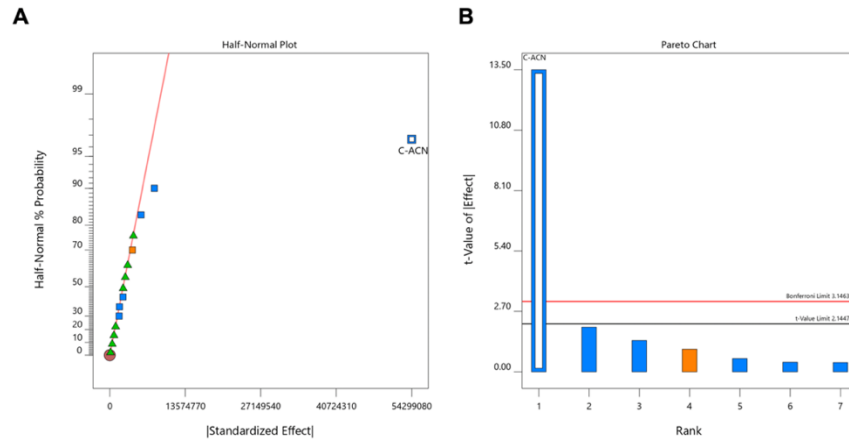 A
Half-Normal Plot
Half-Normal % Probability
99
95
90
80
70
50
30
20
10
0
C-ACN
0
13574770
27149540
40724310
54299080
|Standardized Effect|
B
Pareto Chart
t-Value of |Effect|
13.50
10.80
8.10
5.40
2.70
0.00
C-ACN
Bonferroni Limit 3.1463
t-Value Limit 2.1447
1
2
3
4
5
6
7
Rank